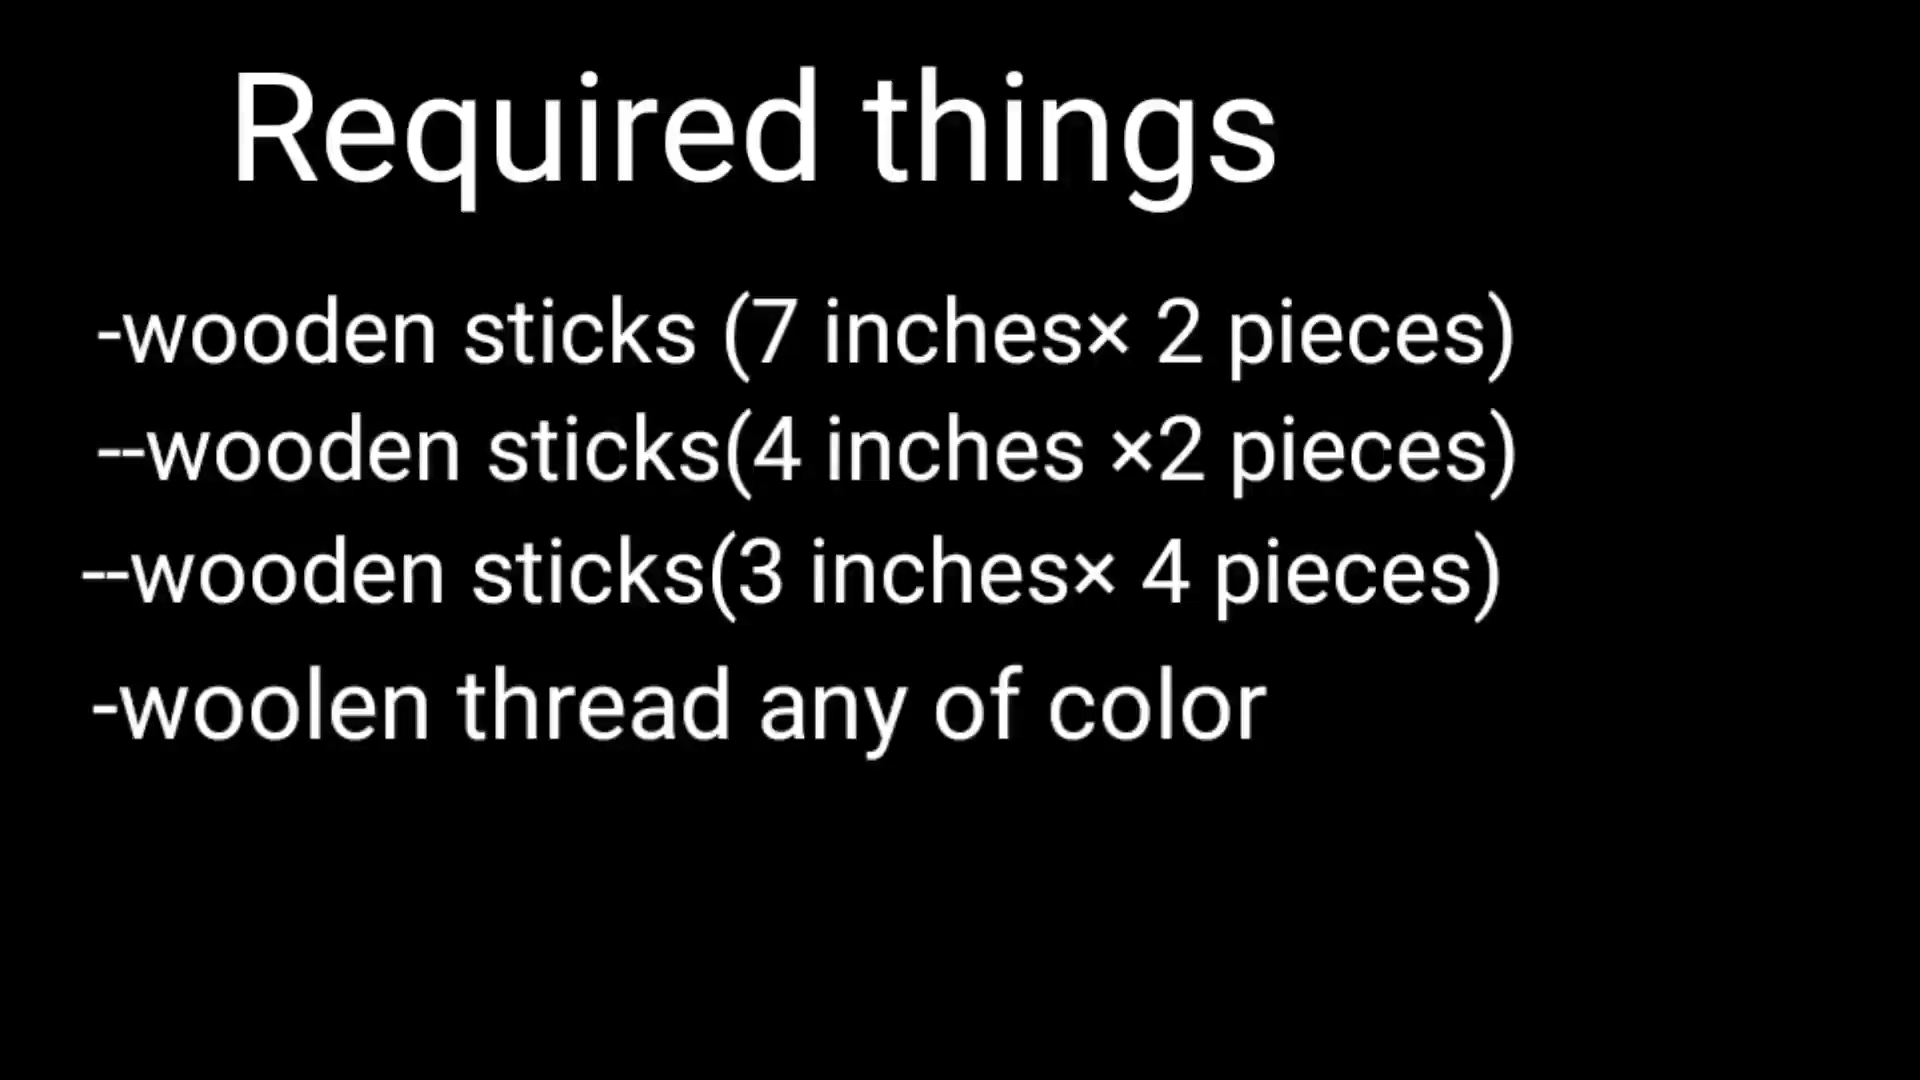 Required things
-wooden sticks (7 inches× 2 pieces)
--wooden sticks(4 inches ×2 pieces)
--wooden sticks(3 inches× 4 pieces)
-woolen thread any of color